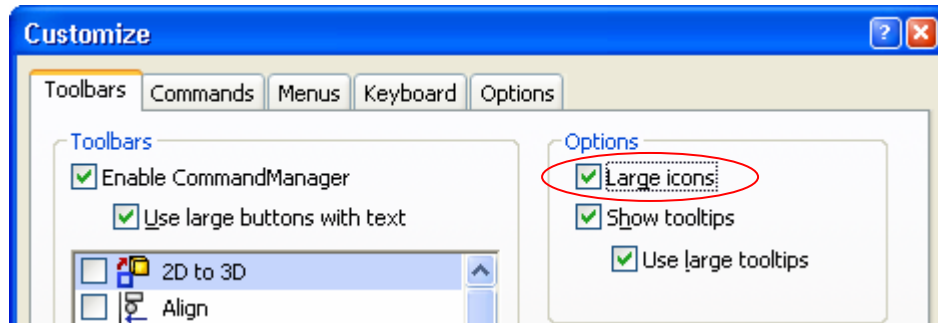 Customize
Toolbars Commands Menus Keyboard Options
Toolbars
Enable CommandManager
Use large buttons with text
2D to 3D
Align
Options
Large icons
Show tooltips
Use large tooltips